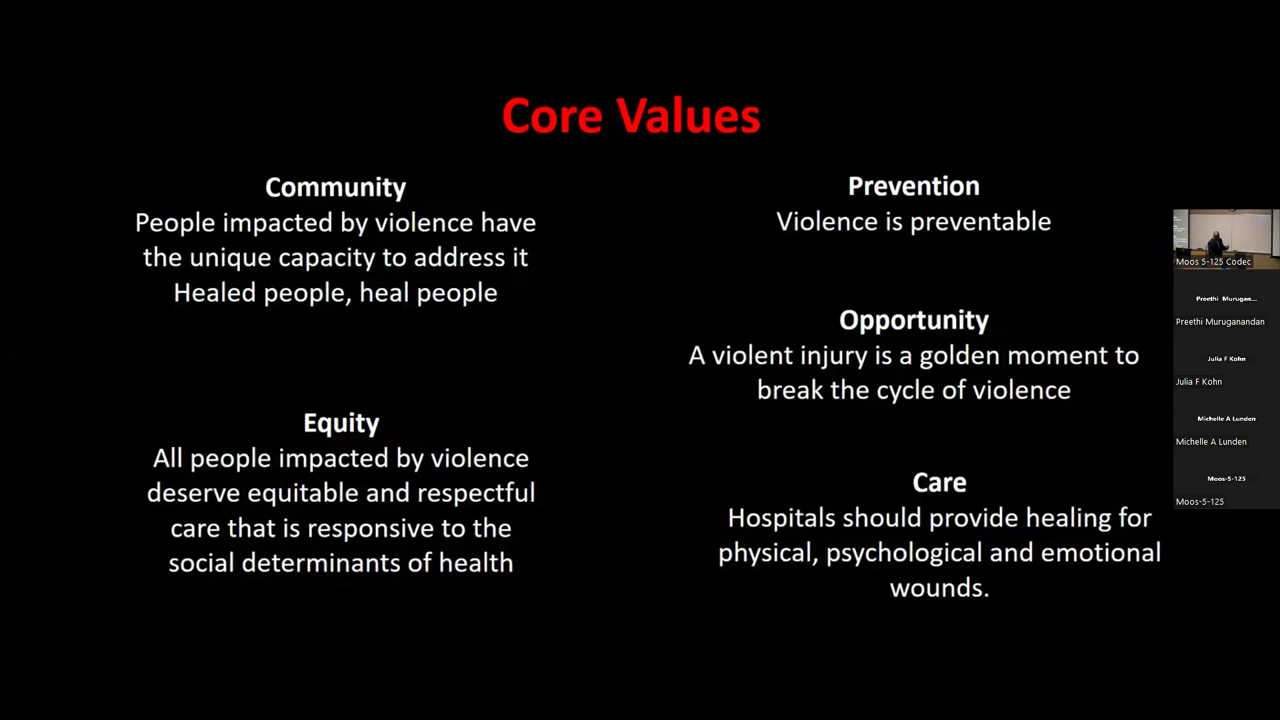 Core Values
Community
People impacted by violence have
the unique capacity to address it
Healed people, heal people
Equity
All people impacted by violence
deserve equitable and respectful
care that is responsive to the
social determinants of health
Prevention
Violence is preventable
Opportunity
A violent injury is a golden moment to
break the cycle of violence
Care
Hospitals should provide healing for
physical, psychological and emotional
wounds.
Moos 5-125 Codec
Preethi Murugan...
Preethi Muruganandan
Julia F Kohn
Julia F Kohn
Michelle A Lunden
Michelle A Lunden
Moos-5-125
Moos-5-125